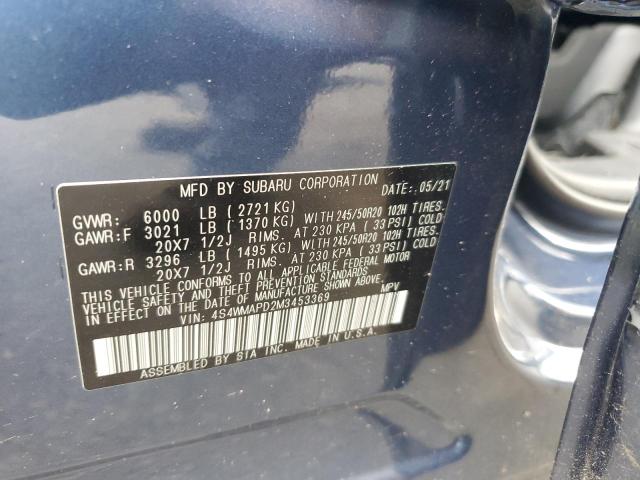 MFD BY SUBARU CORPORATION DATE: 05/21
GVWR: 6000 LB ( 2721 KG)
GAWR:F 3021 LB ( 1370 KG) WITH 245/50R20 102H TIRES.
20X7 1/2J RIMS. AT 230 KPA ( 33 PSI) COLD
GAWR:R 3296 LB ( 1495 KG) WITH 245/50R20 102H TIRES.
20X7 1/2J RIMS. AT 230 KPA ( 33 PSI) COLD
THIS VEHICLE CONFORMS TO ALL APPLICABLE FEDERAL MOTOR
VEHICLE SAFETY AND THEFT PREVENTION STANDARDS
IN EFFECT ON THE DATE OF MANUFACTURE SHOWN ABOVE.
VIN: 4S4WMAPD2M3453369 MPV
ASSEMBLED BY SIA INC. MADE IN U.S.A.